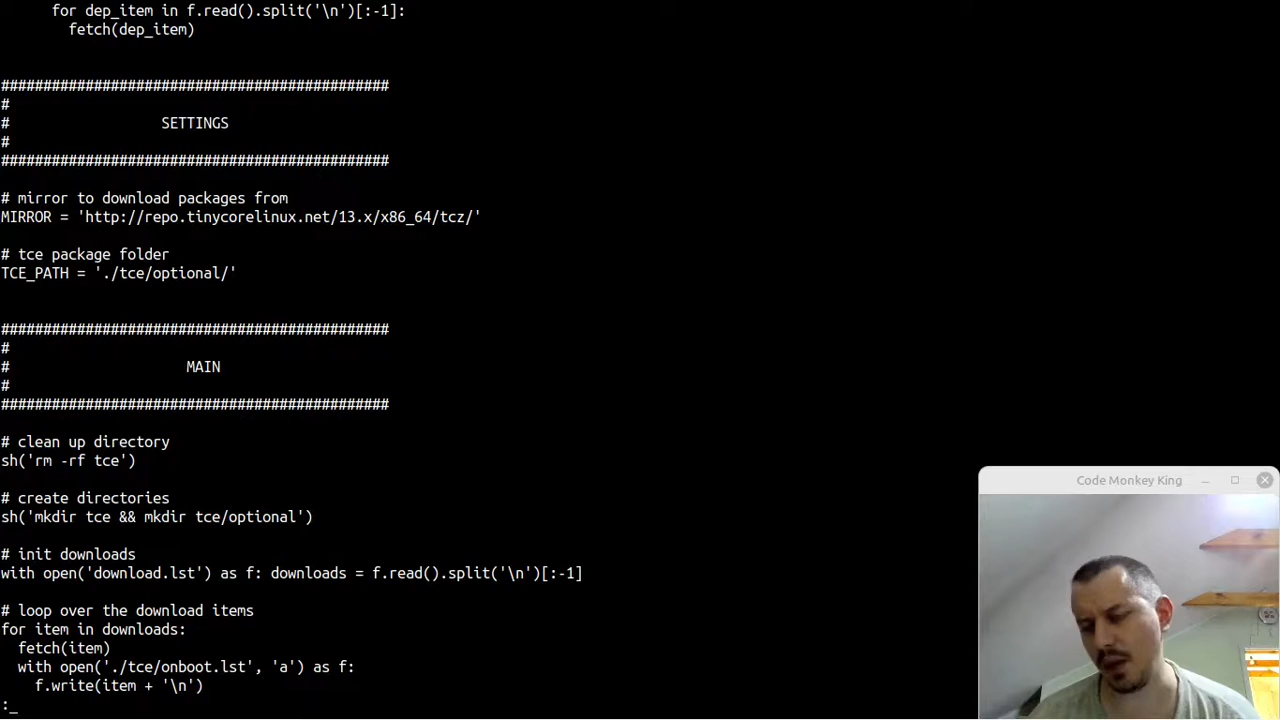 for dep_item in f.read().split('\n')[:-1]:
fetch(dep_item)
##############################################
#
# SETTINGS
#
##############################################
# mirror to download packages from
MIRROR = 'http://repo.tinycorelinux.net/13.x/x86_64/tcz/'
# tce package folder
TCE_PATH = './tce/optional/'
##############################################
#
# MAIN
#
##############################################
# clean up directory
sh('rm -rf tce')
# create directories
sh('mkdir tce && mkdir tce/optional')
# init downloads
with open('download.lst') as f: downloads = f.read().split('\n')[:-1]
# loop over the download items
for item in downloads:
fetch(item)
with open('./tce/onboot.lst', 'a') as f:
f.write(item + '\n')
:_
Code Monkey King